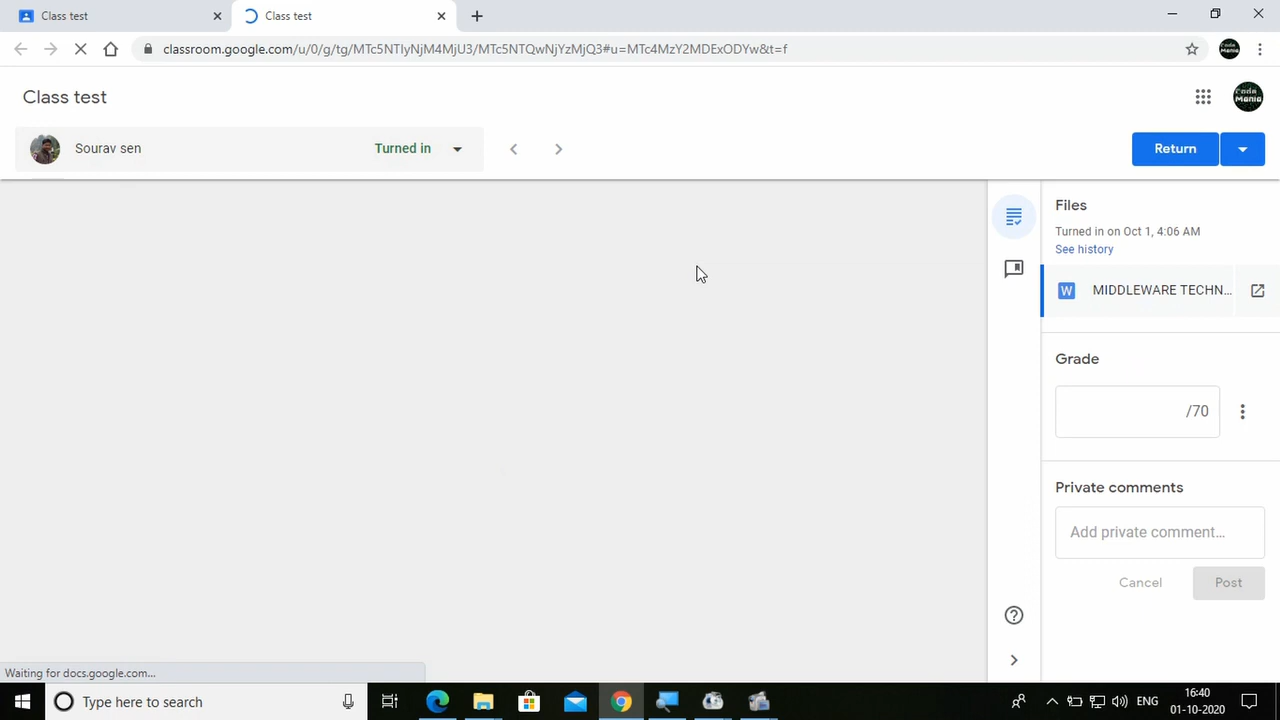 Class test
Class test
classroom.google.com/u/0/g/tg/MTc5NTIyNjM4MjU3/MTc5NTQwNjYzMjQ3#u=MTc4MzY2MDExODYw&t=f
Class test
Code Mania
Sourav sen
Turned in
Return
Files
Turned in on Oct 1, 4:06 AM
See history
W
MIDDLEWARE TECHN...
Grade
/70
Private comments
Add private comment...
Cancel
Post
Waiting for docs.google.com...
Type here to search
ENG
16:40
01-10-2020